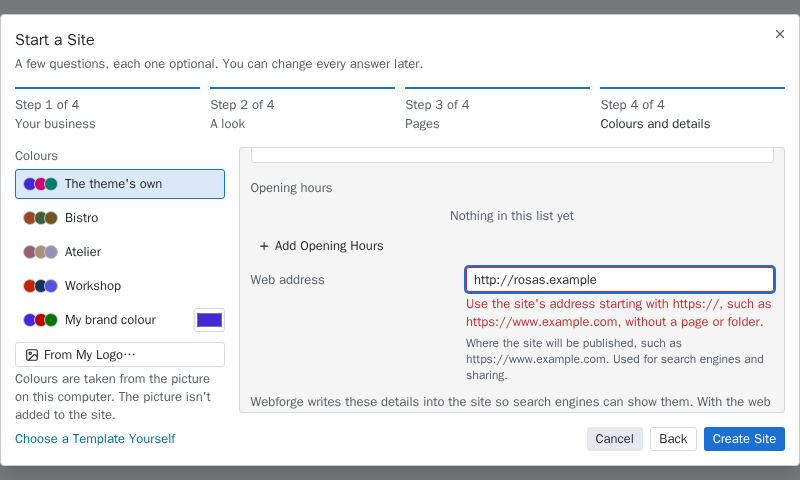 Start a Site
A few questions, each one optional. You can change every answer later.
Step 1 of 4
Your business
Step 2 of 4
A look
Step 3 of 4
Pages
Step 4 of 4
Colours and details
Colours
The theme's own
Bistro
Atelier
Workshop
My brand colour
From My Logo···
Colours are taken from the picture
on this computer. The picture isn't
added to the site.
Opening hours
Nothing in this list yet
+ Add Opening Hours
Web address
http://rosas.example
Use the site's address starting with https://, such as
https://www.example.com, without a page or folder.
Where the site will be published, such as
https://www.example.com. Used for search engines and
sharing.
Webforge writes these details into the site so search engines can show them. With the web
Choose a Template Yourself
Cancel
Back
Create Site